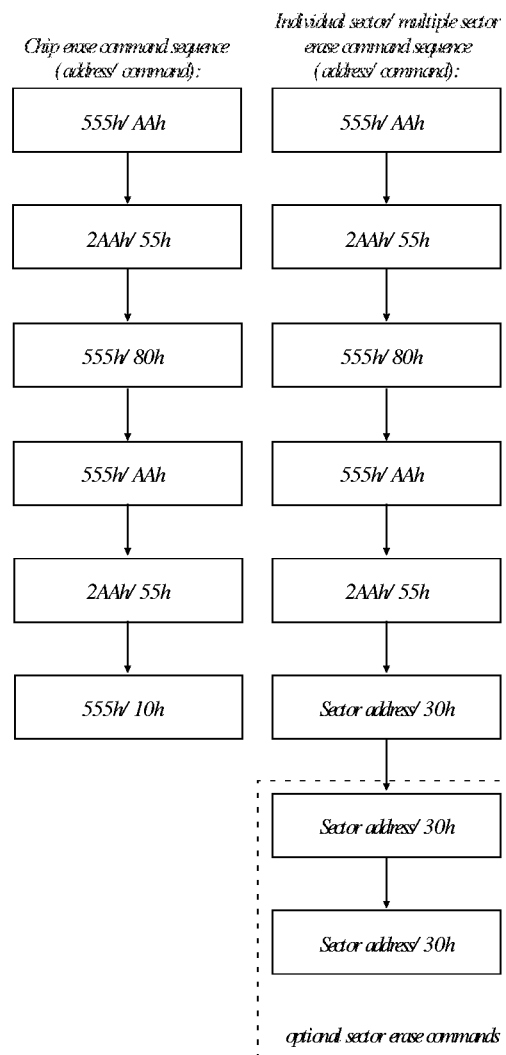 Chip erase command sequence
(address/ command):
555h/ AAh
2AAh/ 55h
555h/ 80h
555h/ AAh
2AAh/ 55h
555h/ 10h
Individual sector/ multiple sector
erase command sequence
(address/ command):
555h/ AAh
2AAh/ 55h
555h/ 80h
555h/ AAh
2AAh/ 55h
Sector address/ 30h
Sector address/ 30h
Sector address/ 30h
optional sector erase commands